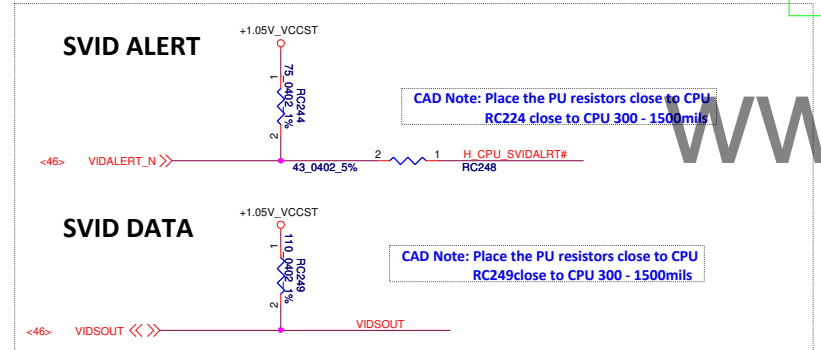 SVID ALERT
+1.05V_VCCST
1
75_0402_1%
RC244
2
CAD Note: Place the PU resistors close to CPU
RC224 close to CPU 300 - 1500mils
ww
<46> VIDALERT_N
43_0402_5%
2
1
H_CPU_SVIDALRT#
RC248
SVID DATA
+1.05V_VCCST
1
110_0402_1%
RC249
2
CAD Note: Place the PU resistors close to CPU
RC249close to CPU 300 - 1500mils
<46> VIDSOUT
VIDSOUT